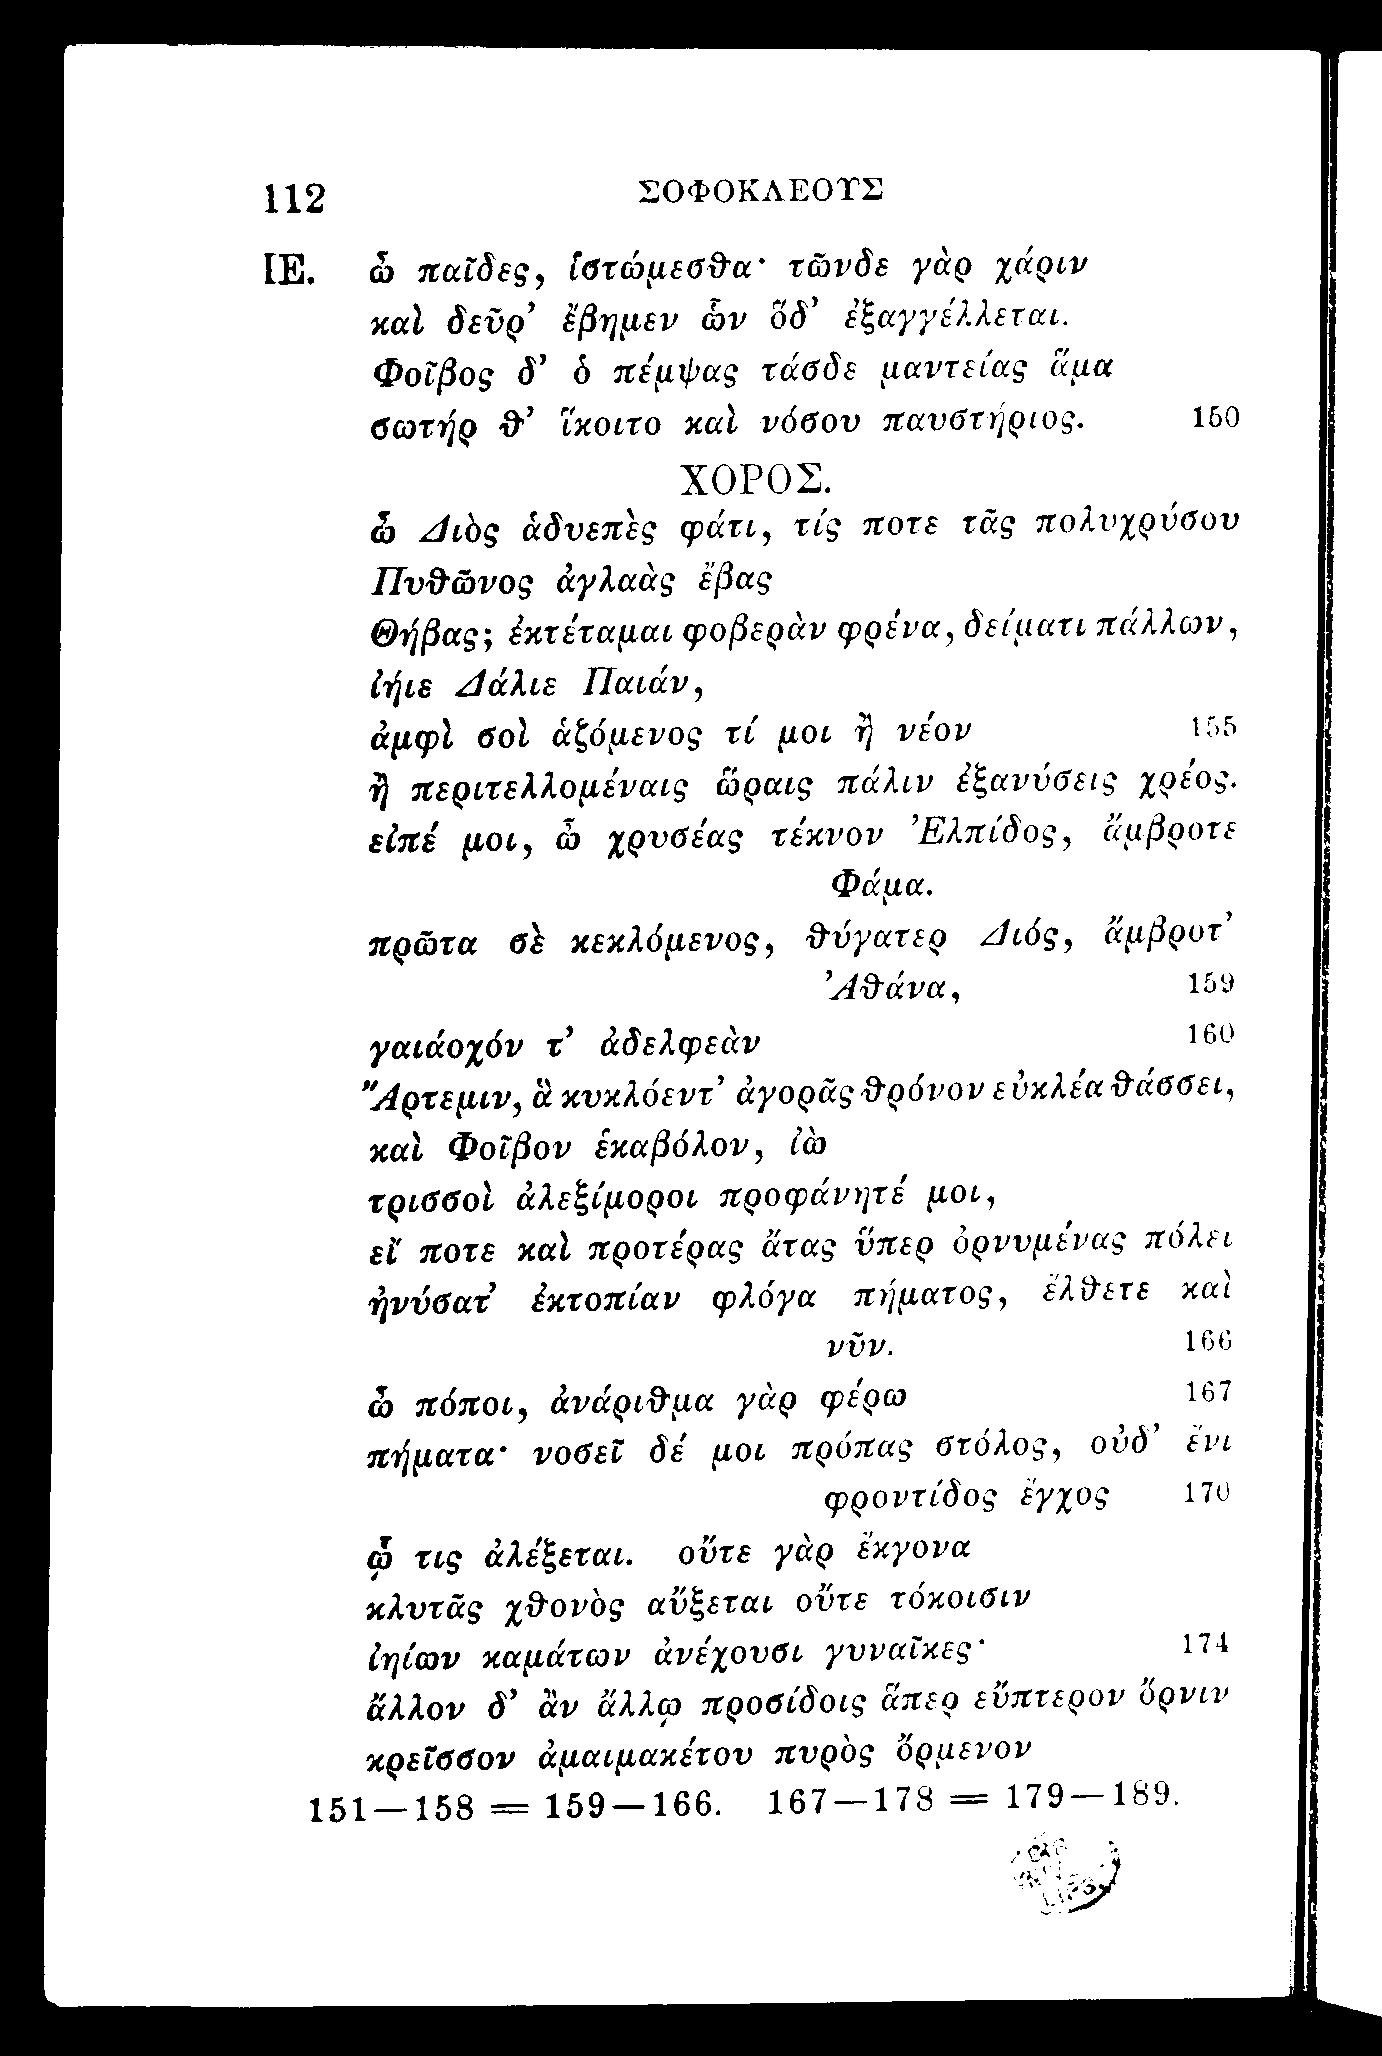 112 ΣΟΦΟΚΛΕΟΥΣ
ΙΕ. ὦ παῖδες, ἱστώμεσθα· τῶνδε γὰρ χάριν
καὶ δεῦρ’ ἔβημεν ὧν ὅδ’ ἐξαγγέλλεται.
Φοῖβος δ’ ὁ πέμψας τάσδε μαντείας ἅμα
σωτήρ θ’ ἵκοιτο καὶ νόσου παυστήριος. 150
ΧΟΡΟΣ.
ὦ Διὸς ἁδυεπὲς φάτι, τίς ποτε τᾶς πολυχρύσου
Πυθῶνος ἀγλαὰς ἔβας
Θήβας; ἐκτέταμαι φοβερὰν φρένα, δείματι πάλλων,
ἰήιε Δάλιε Παιάν,
ἀμφὶ σοὶ ἁζόμενος τί μοι ἢ νέον 155
ἢ περιτελλομέναις ὥραις πάλιν ἐξανύσεις χρέος.
εἰπέ μοι, ὦ χρυσέας τέκνον Ἐλπίδος, ἄμβροτε
Φάμα.
πρῶτα σὲ κεκλόμενος, θύγατερ Διός, ἄμβροτ’
Ἀθάνα, 159
γαιάοχόν τ’ ἀδελφεὰν 160
Ἄρτεμιν, ἃ κυκλόεντ’ ἀγορᾶς θρόνον εὐκλέα θάσσει,
καὶ Φοῖβον ἑκαβόλον, ἰὼ
τρισσοὶ ἀλεξίμοροι προφάνητέ μοι,
εἴ ποτε καὶ προτέρας ἄτας ὕπερ ὀρνυμένας πόλει
ἠνύσατ’ ἐκτοπίαν φλόγα πήματος, ἔλθετε καὶ
νῦν. 166
ὦ πόποι, ἀνάριθμα γὰρ φέρω 167
πήματα· νοσεῖ δέ μοι πρόπας στόλος, οὐδ’ ἔνι
φροντίδος ἔγχος 170
ᾧ τις ἀλέξεται. οὔτε γὰρ ἔκγονα
κλυτᾶς χθονὸς αὔξεται οὔτε τόκοισιν
ἰηίων καμάτων ἀνέχουσι γυναῖκες· 174
ἄλλον δ’ ἂν ἄλλῳ προσίδοις ἅπερ εὔπτερον ὄρνιν
κρεῖσσον ἀμαιμακέτου πυρὸς ὄρμενον
151—158 = 159—166. 167—178 = 179—189.